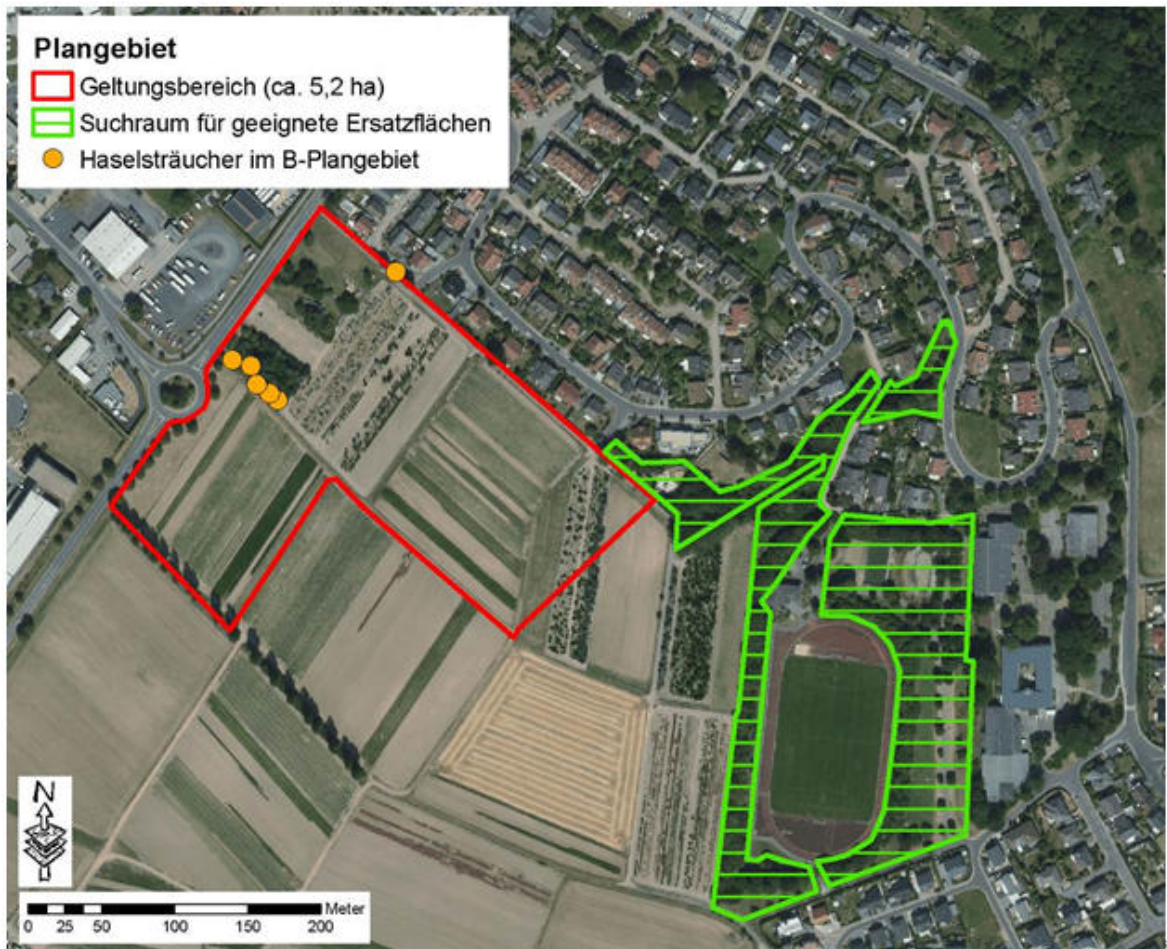 Plangebiet
Geltungsbereich (ca. 5,2 ha)
Suchraum für geeignete Ersatzflächen
Haselsträucher im B-Plangebiet
N
Meter
0 25 50 100 150 200